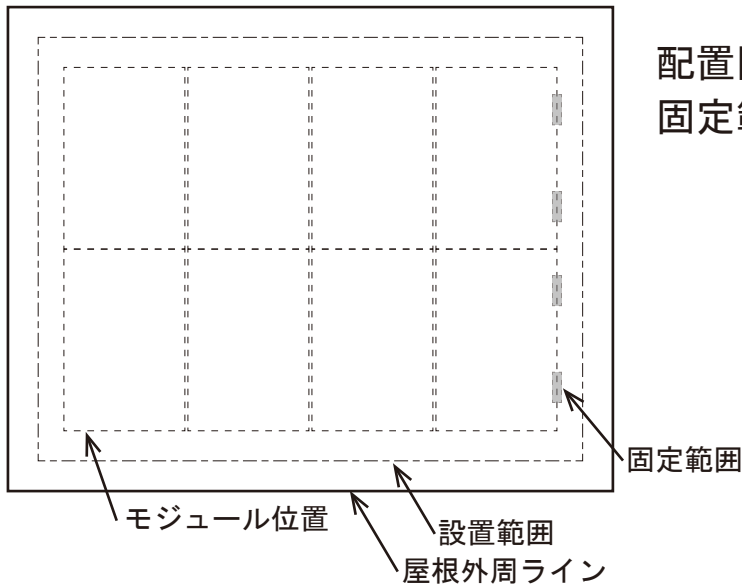 配置
固定
固定範囲
モジュール位置
設置範囲
屋根外周ライン